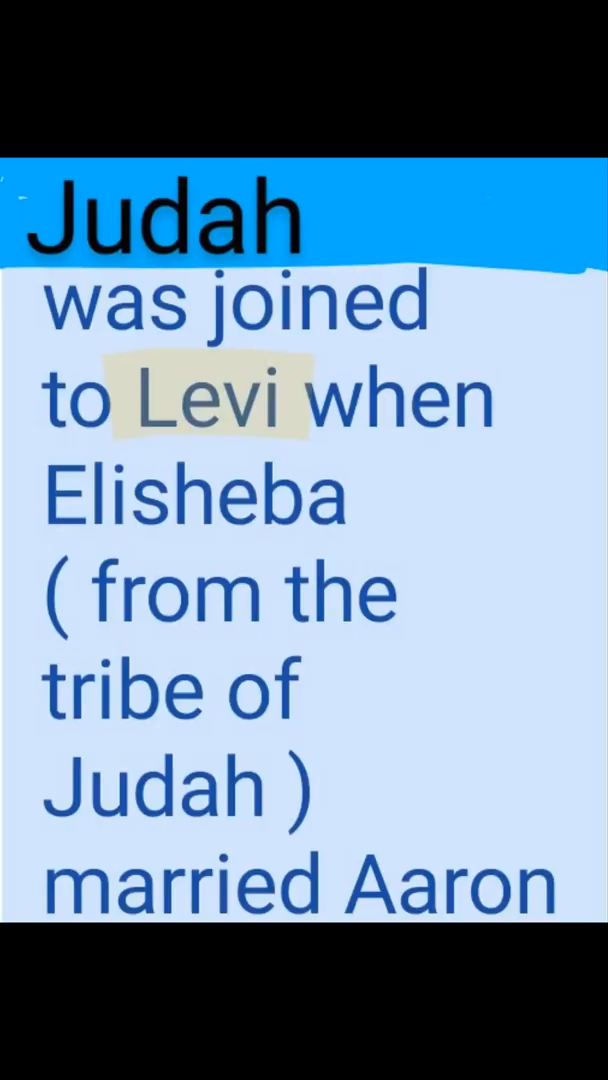 Judah
was joined
to Levi when
Elisheba
( from the
tribe of
Judah )
married Aaron